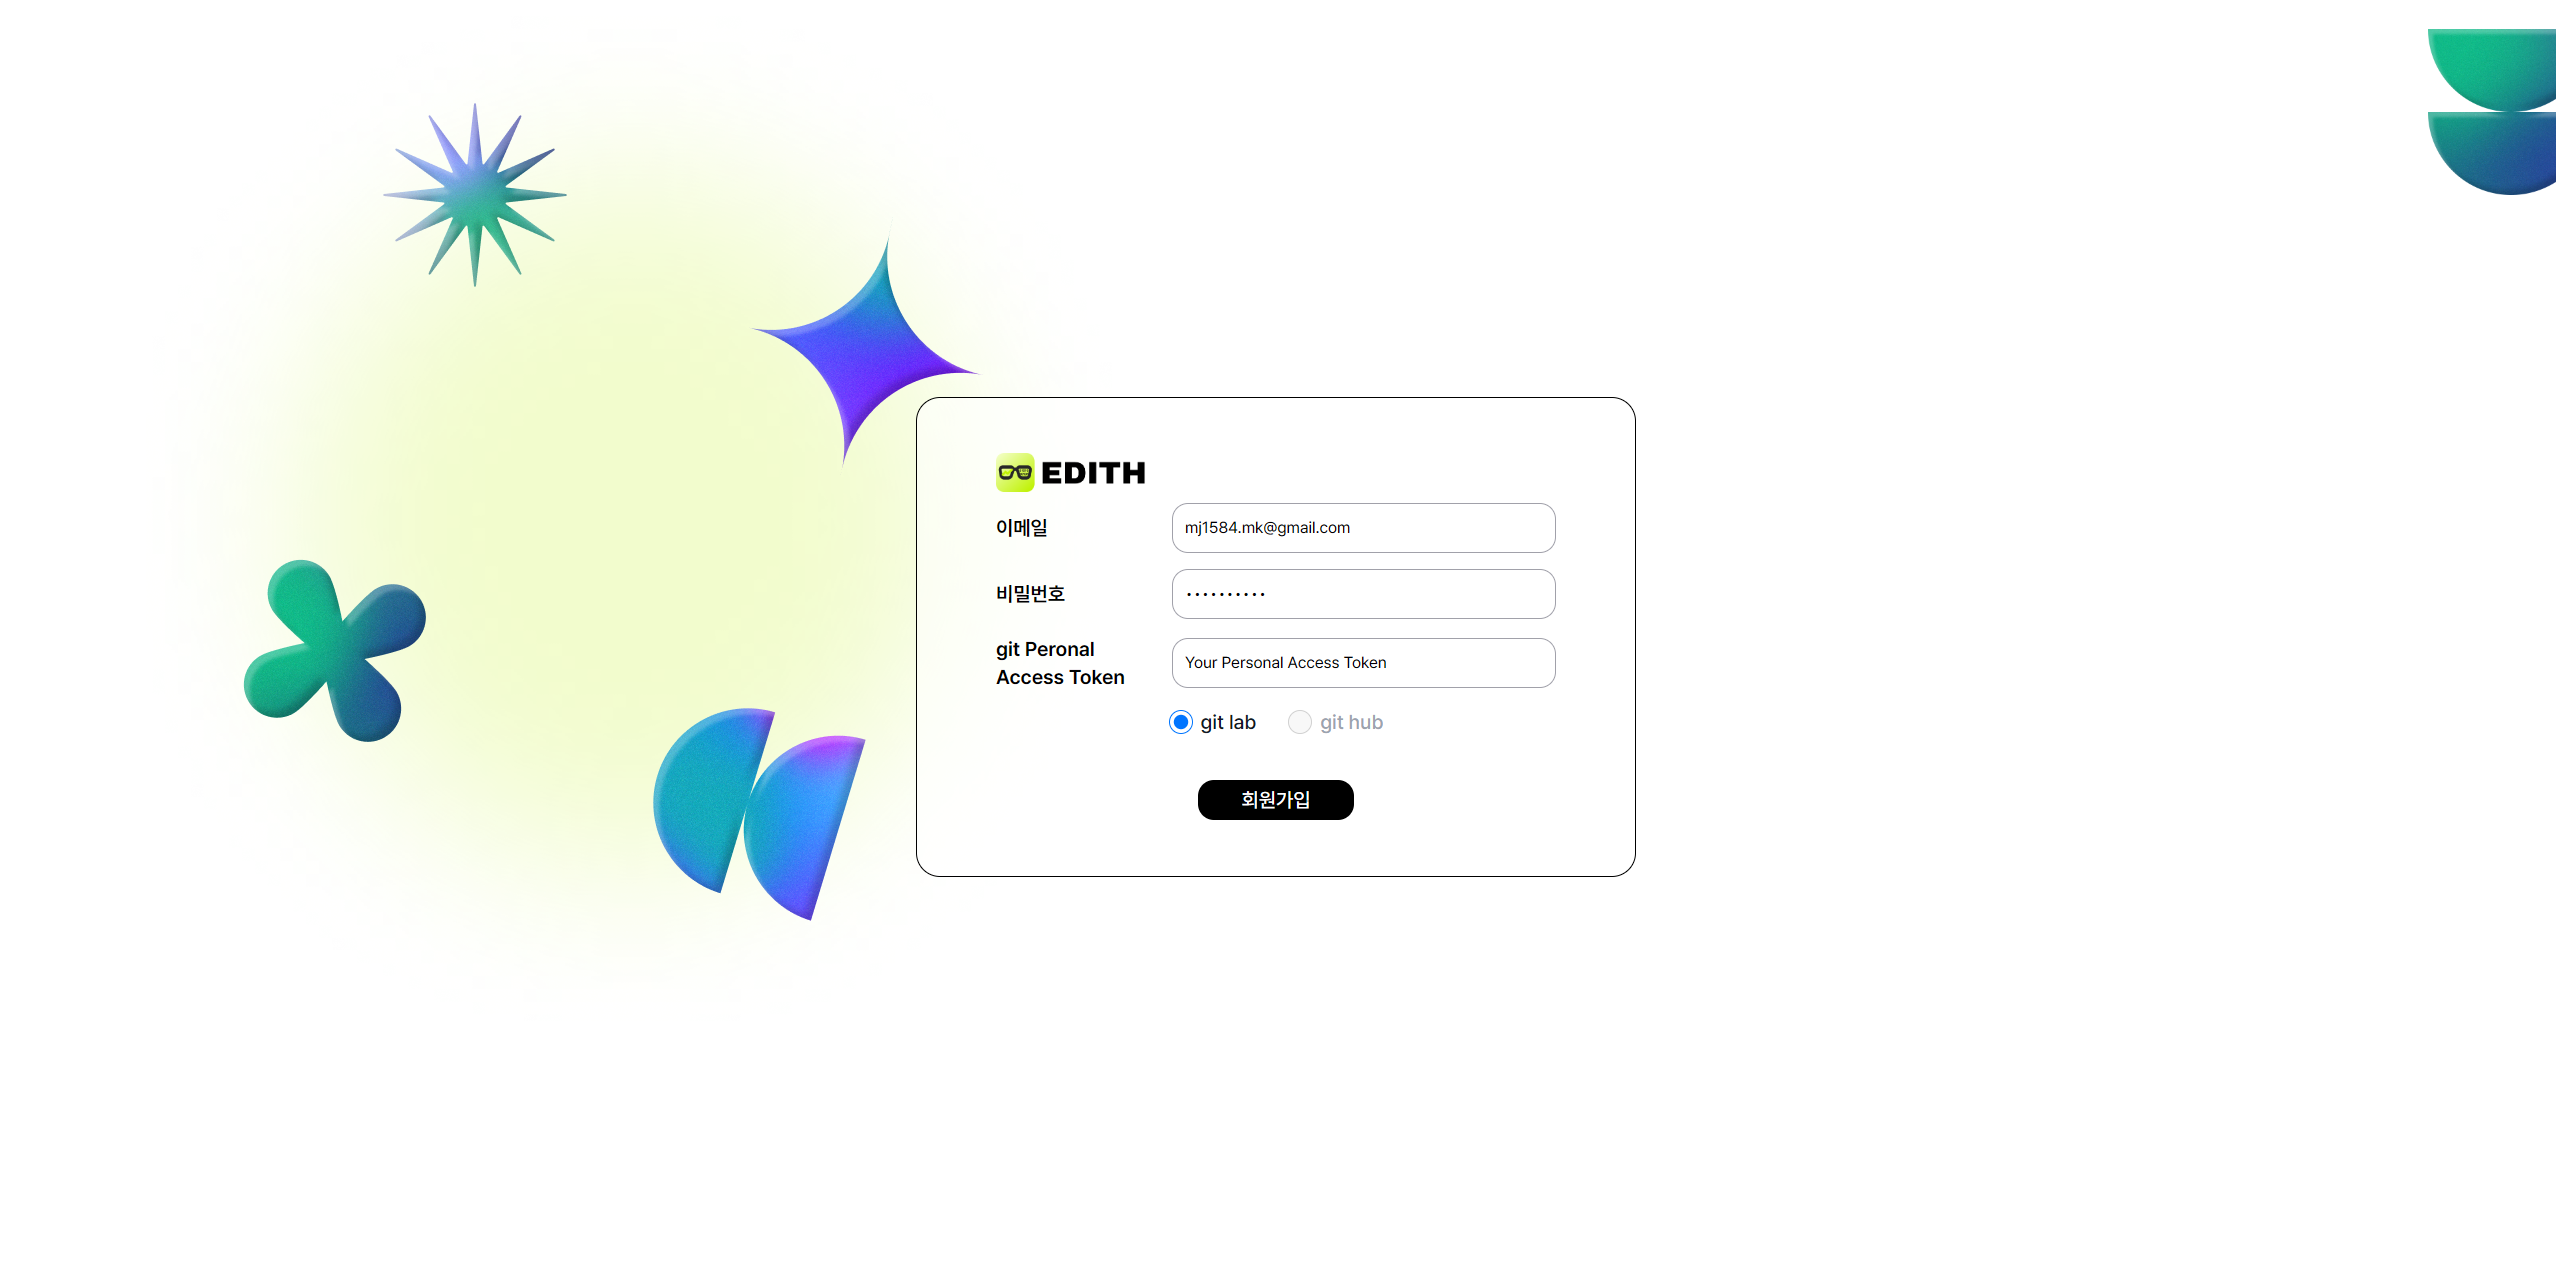 EDITH
이메일
mj1584.mk@gmail.com
비밀번호
••••••••••
git Peronal
Access Token
Your Personal Access Token
git lab
git hub
회원가입